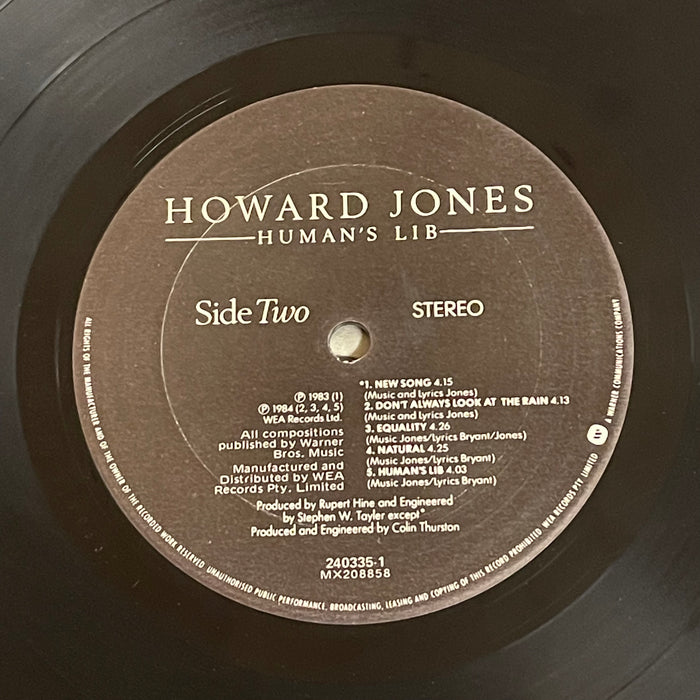 HOWARD JONES
HUMAN'S LIB
Side Two
STEREO
℗ 1983 (1)
℗ 1984 (2, 3, 4, 5)
WEA Records Ltd.
All compositions
published by Warner
Bros. Music
Manufactured and
Distributed by WEA
Records Pty. Limited
*1. NEW SONG 4.15
(Music and Lyrics Jones)
2. DON'T ALWAYS LOOK AT THE RAIN 4.13
(Music and Lyrics Jones)
3. EQUALITY 4.26
(Music Jones/Lyrics Bryant/Jones)
4. NATURAL 4.25
(Music Jones/Lyrics Bryant)
5. HUMAN'S LIB 4.03
(Music Jones/Lyrics Bryant)
Produced by Rupert Hine and Engineered
by Stephen W. Tayler except*
Produced and Engineered by Colin Thurston
240335-1
MX208858
ALL RIGHTS OF THE MANUFACTURER AND OF THE OWNER OF THE RECORDED WORK RESERVED. UNAUTHORISED PUBLIC PERFORMANCE, BROADCASTING, LEASING AND COPYING OF THIS RECORD PROHIBITED. WEA RECORDS PTY. LIMITED
A WARNER COMMUNICATIONS COMPANY